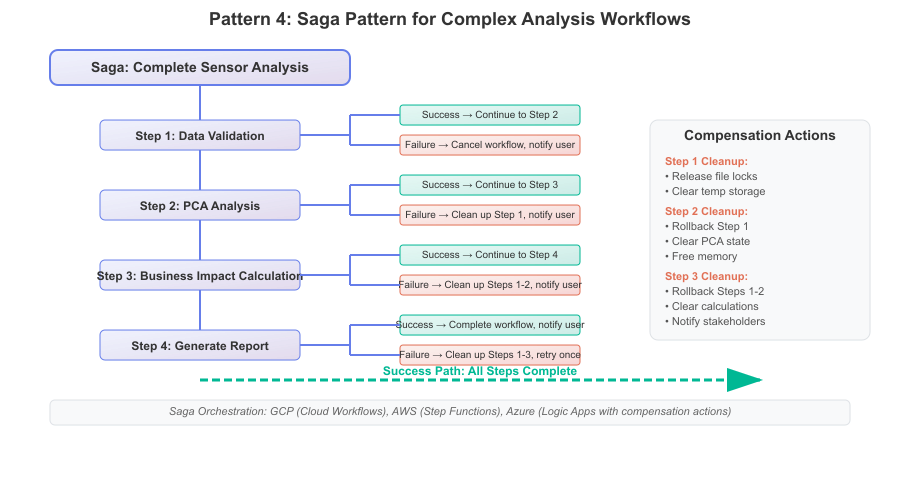 Pattern 4: Saga Pattern for Complex Analysis Workflows
Saga: Complete Sensor Analysis
Step 1: Data Validation
Success → Continue to Step 2
Failure → Cancel workflow, notify user
Step 2: PCA Analysis
Success → Continue to Step 3
Failure → Clean up Step 1, notify user
Step 3: Business Impact Calculation
Success → Continue to Step 4
Failure → Clean up Steps 1-2, notify user
Step 4: Generate Report
Success → Complete workflow, notify user
Failure → Clean up Steps 1-3, retry once
Compensation Actions
Step 1 Cleanup:
• Release file locks
• Clear temp storage
Step 2 Cleanup:
• Rollback Step 1
• Clear PCA state
• Free memory
Step 3 Cleanup:
• Rollback Steps 1-2
• Clear calculations
• Notify stakeholders
Success Path: All Steps Complete
Saga Orchestration: GCP (Cloud Workflows), AWS (Step Functions), Azure (Logic Apps with compensation actions)